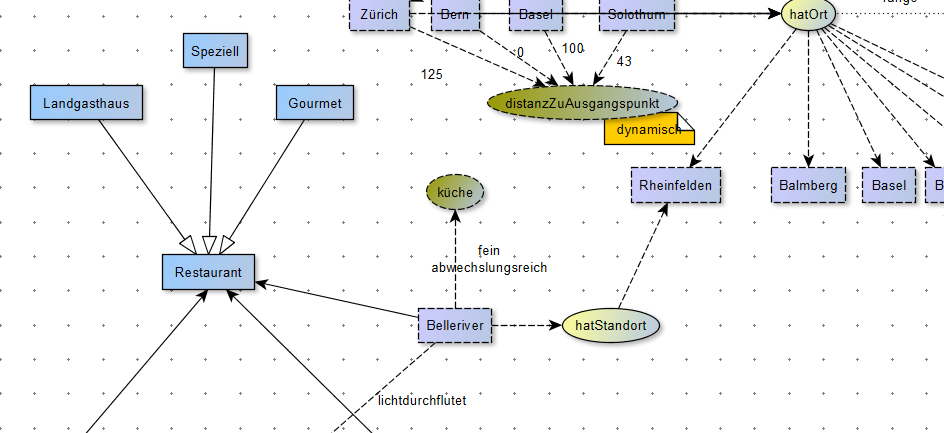 Zürich
Bern
Basel
Solothurn
hatOrt
Speziell
0
100
43
125
Landgasthaus
Gourmet
distanzZuAusgangspunkt
dynamisch
küche
Rheinfelden
Balmberg
Basel
B
fein
abwechslungsreich
Restaurant
Belleriver
hatStandort
lichtdurchflutet